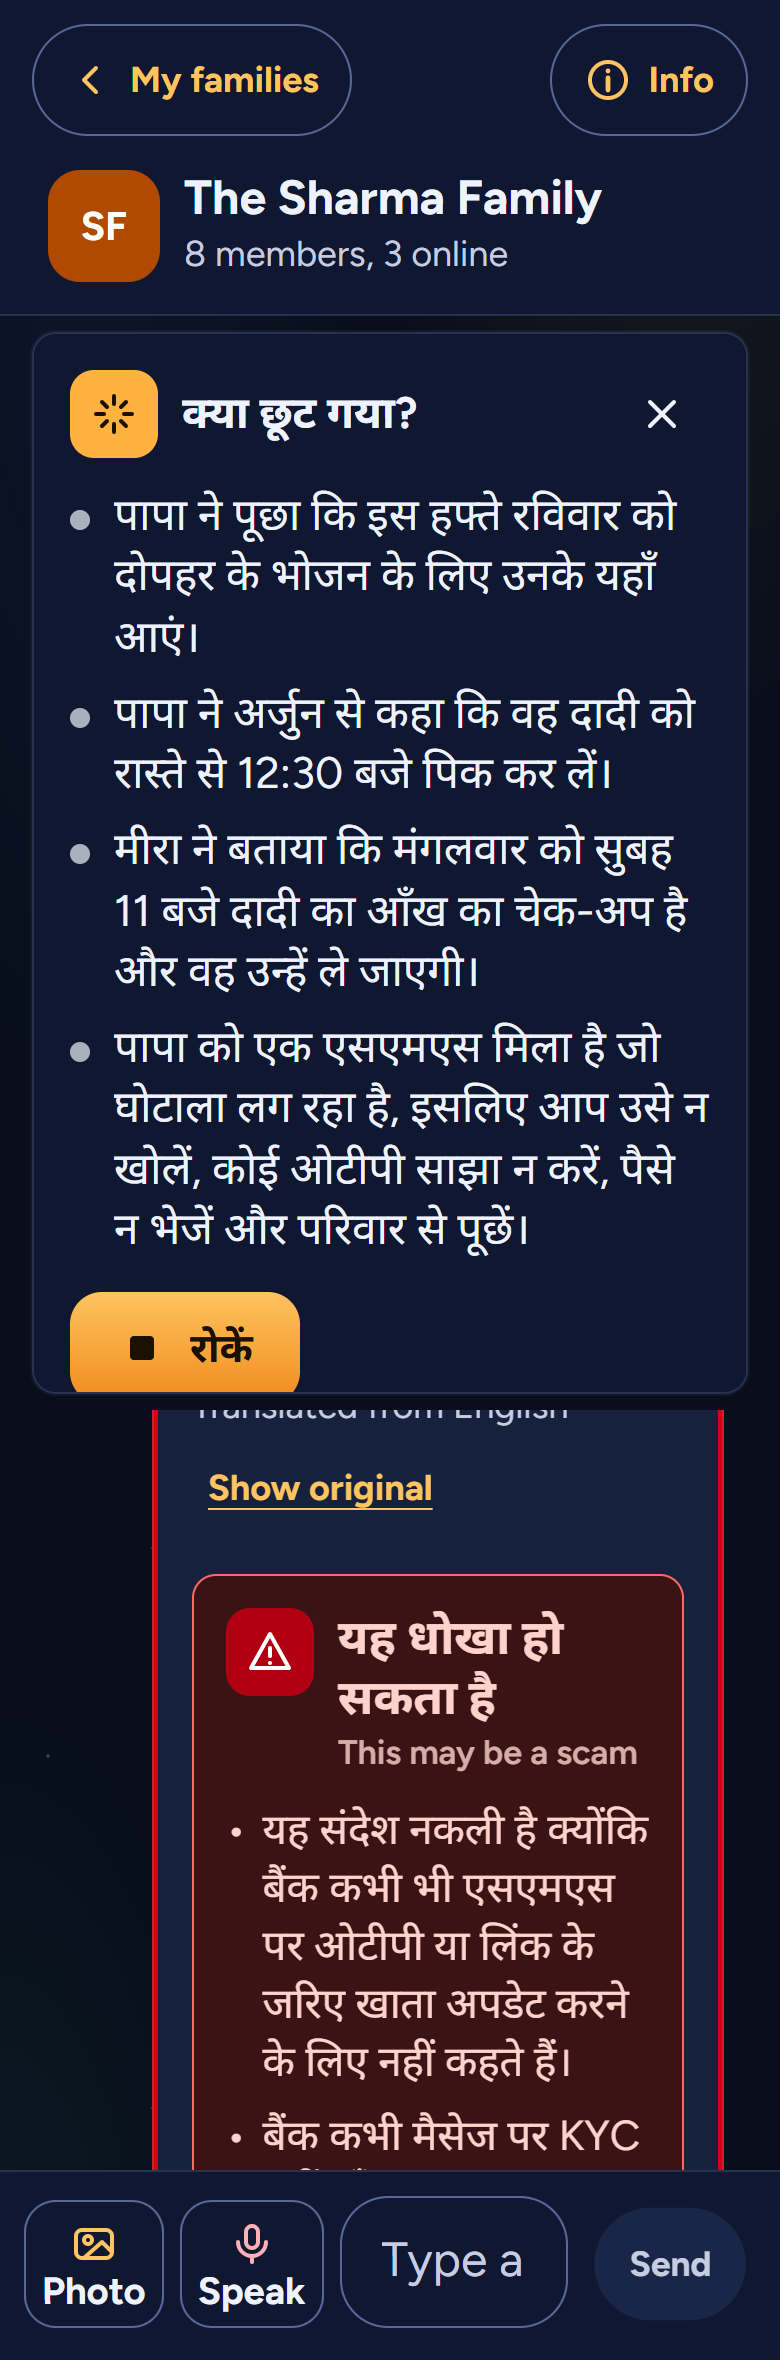 My families
Info
SF
The Sharma Family
8 members, 3 online
क्या छूट गया?
पापा ने पूछा कि इस हफ्ते रविवार को
दोपहर के भोजन के लिए उनके यहाँ
आएं।
पापा ने अर्जुन से कहा कि वह दादी को
रास्ते से 12:30 बजे पिक कर लें।
मीरा ने बताया कि मंगलवार को सुबह
11 बजे दादी का आँख का चेक-अप है
और वह उन्हें ले जाएगी।
पापा को एक एसएमएस मिला है जो
घोटाला लग रहा है, इसलिए आप उसे न
खोलें, कोई ओटीपी साझा न करें, पैसे
न भेजें और परिवार से पूछें।
रोकें
Translated from English
Show original
यह धोखा हो
सकता है
This may be a scam
• यह संदेश नकली है क्योंकि
बैंक कभी भी एसएमएस
पर ओटीपी या लिंक के
जरिए खाता अपडेट करने
के लिए नहीं कहते हैं।
• बैंक कभी मैसेज पर KYC
Photo
Speak
Type a
Send